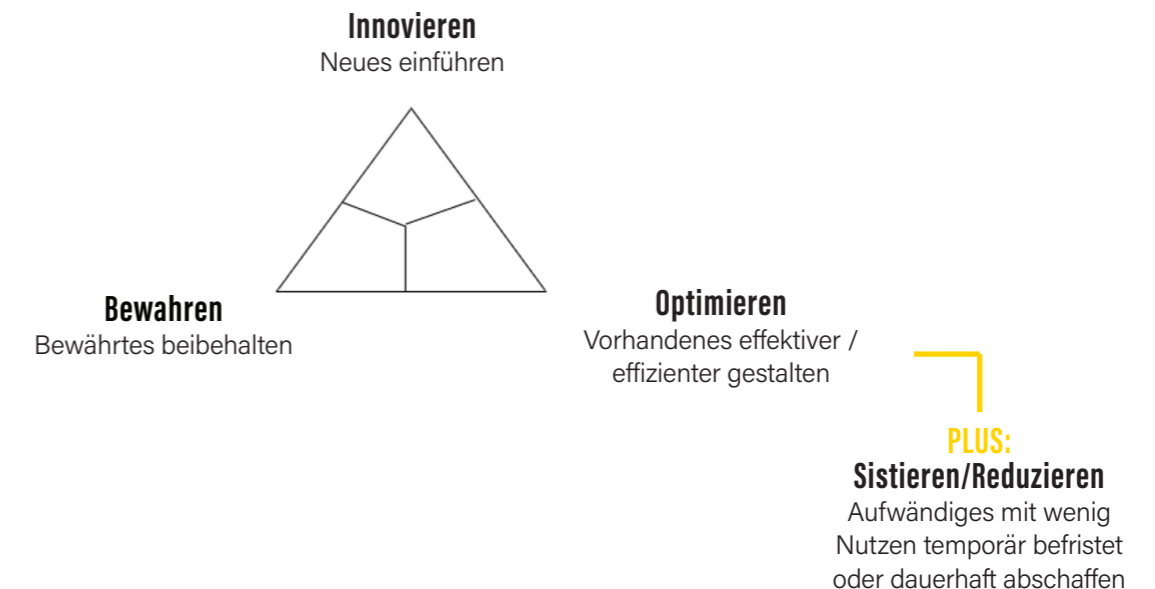 Innovieren
Neues einführen
Bewahren
Bewährtes beibehalten
Optimieren
Vorhandenes effektiver /
effizienter gestalten
PLUS:
Sistieren/Reduzieren
Aufwändiges mit wenig
Nutzen temporär befristet
oder dauerhaft abschaffen